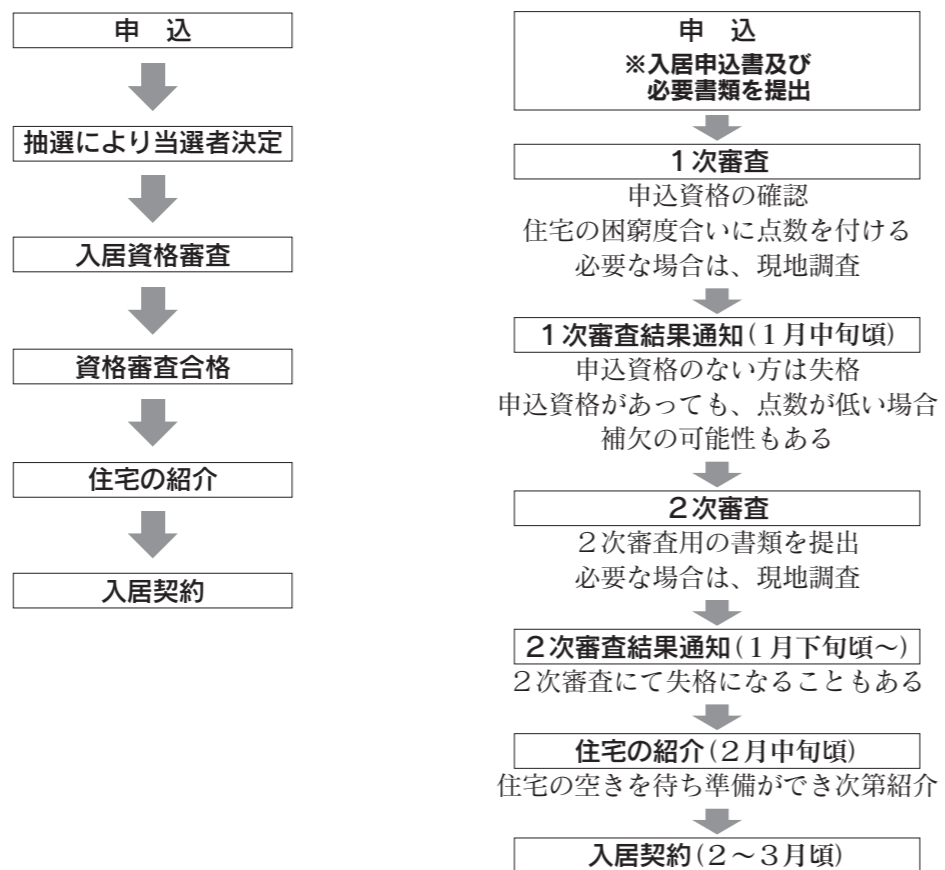 申　込
抽選により当選者決定
入居資格審査
資格審査合格
住宅の紹介
入居契約
申　込
※入居申込書及び
必要書類を提出
１次審査
申込資格の確認
住宅の困窮度合いに点数を付ける
必要な場合は、現地調査
１次審査結果通知(１月中旬頃)
申込資格のない方は失格
申込資格があっても、点数が低い場合
補欠の可能性もある
２次審査
２次審査用の書類を提出
必要な場合は、現地調査
２次審査結果通知(１月下旬頃～)
２次審査にて失格になることもある
住宅の紹介(２月中旬頃)
住宅の空きを待ち準備ができ次第紹介
入居契約(２～３月頃)